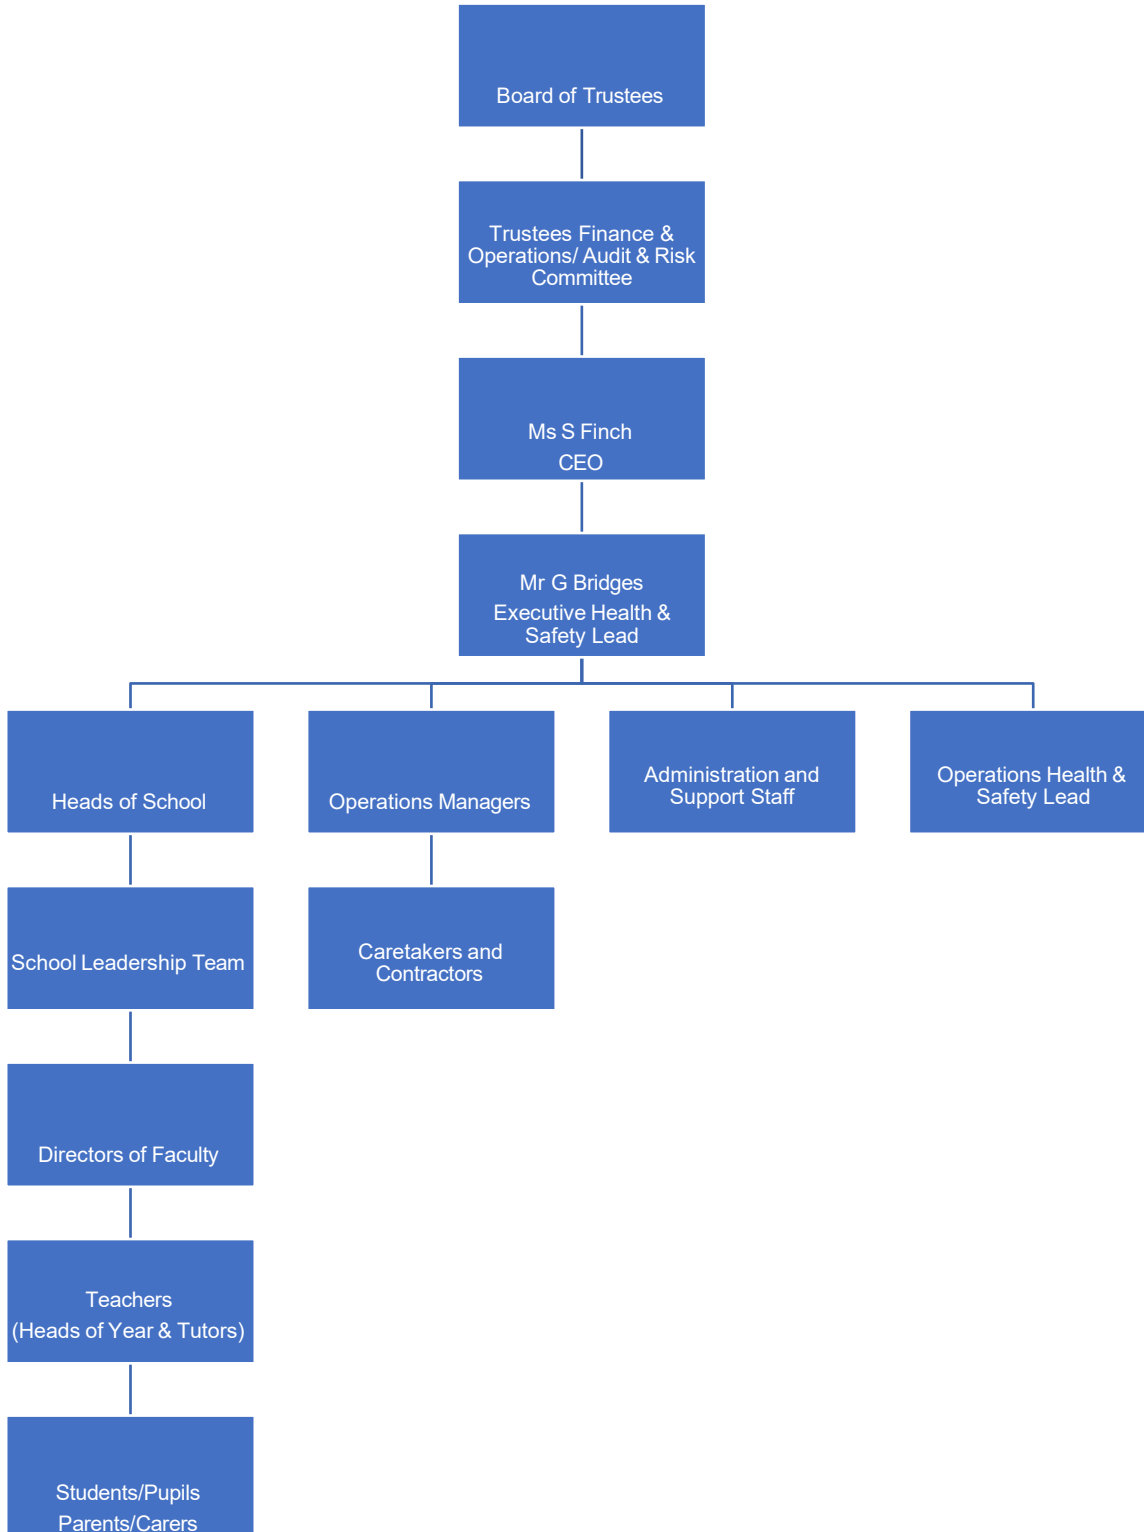 Board of Trustees
Trustees Finance &
Operations/ Audit & Risk
Committee
Ms S Finch
CEO
Mr G Bridges
Executive Health &
Safety Lead
Heads of School
Operations Managers
Administration and
Support Staff
Operations Health &
Safety Lead
School Leadership Team
Caretakers and
Contractors
Directors of Faculty
Teachers
(Heads of Year & Tutors)
Students/Pupils
Parents/Carers